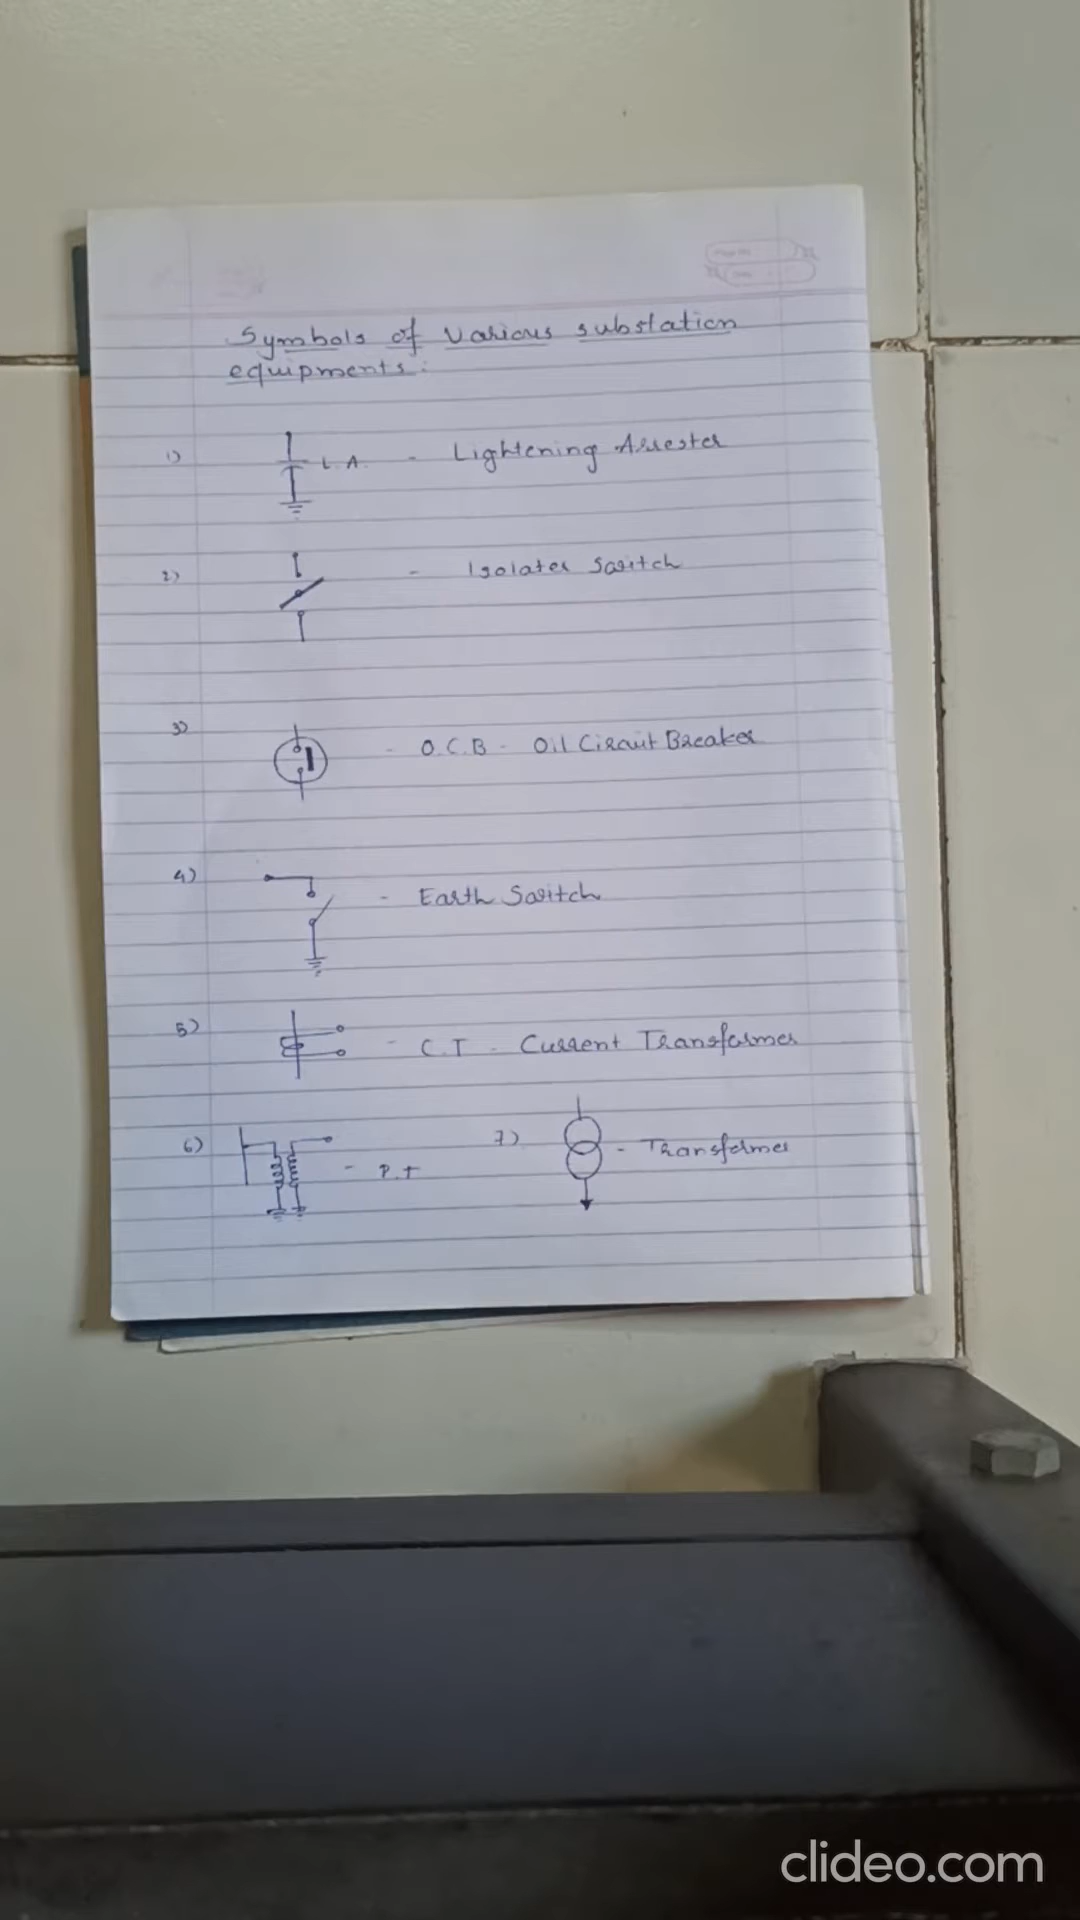 Symbols of various substation
equipments:
1) L.A. - Lightening Arrester
2) - Isolater Switch
3) - O.C.B - Oil Circuit Breaker
4) - Earth Switch
5) - C.T - Current Transformer
6) - P.T 7) - Transformer
clideo.com